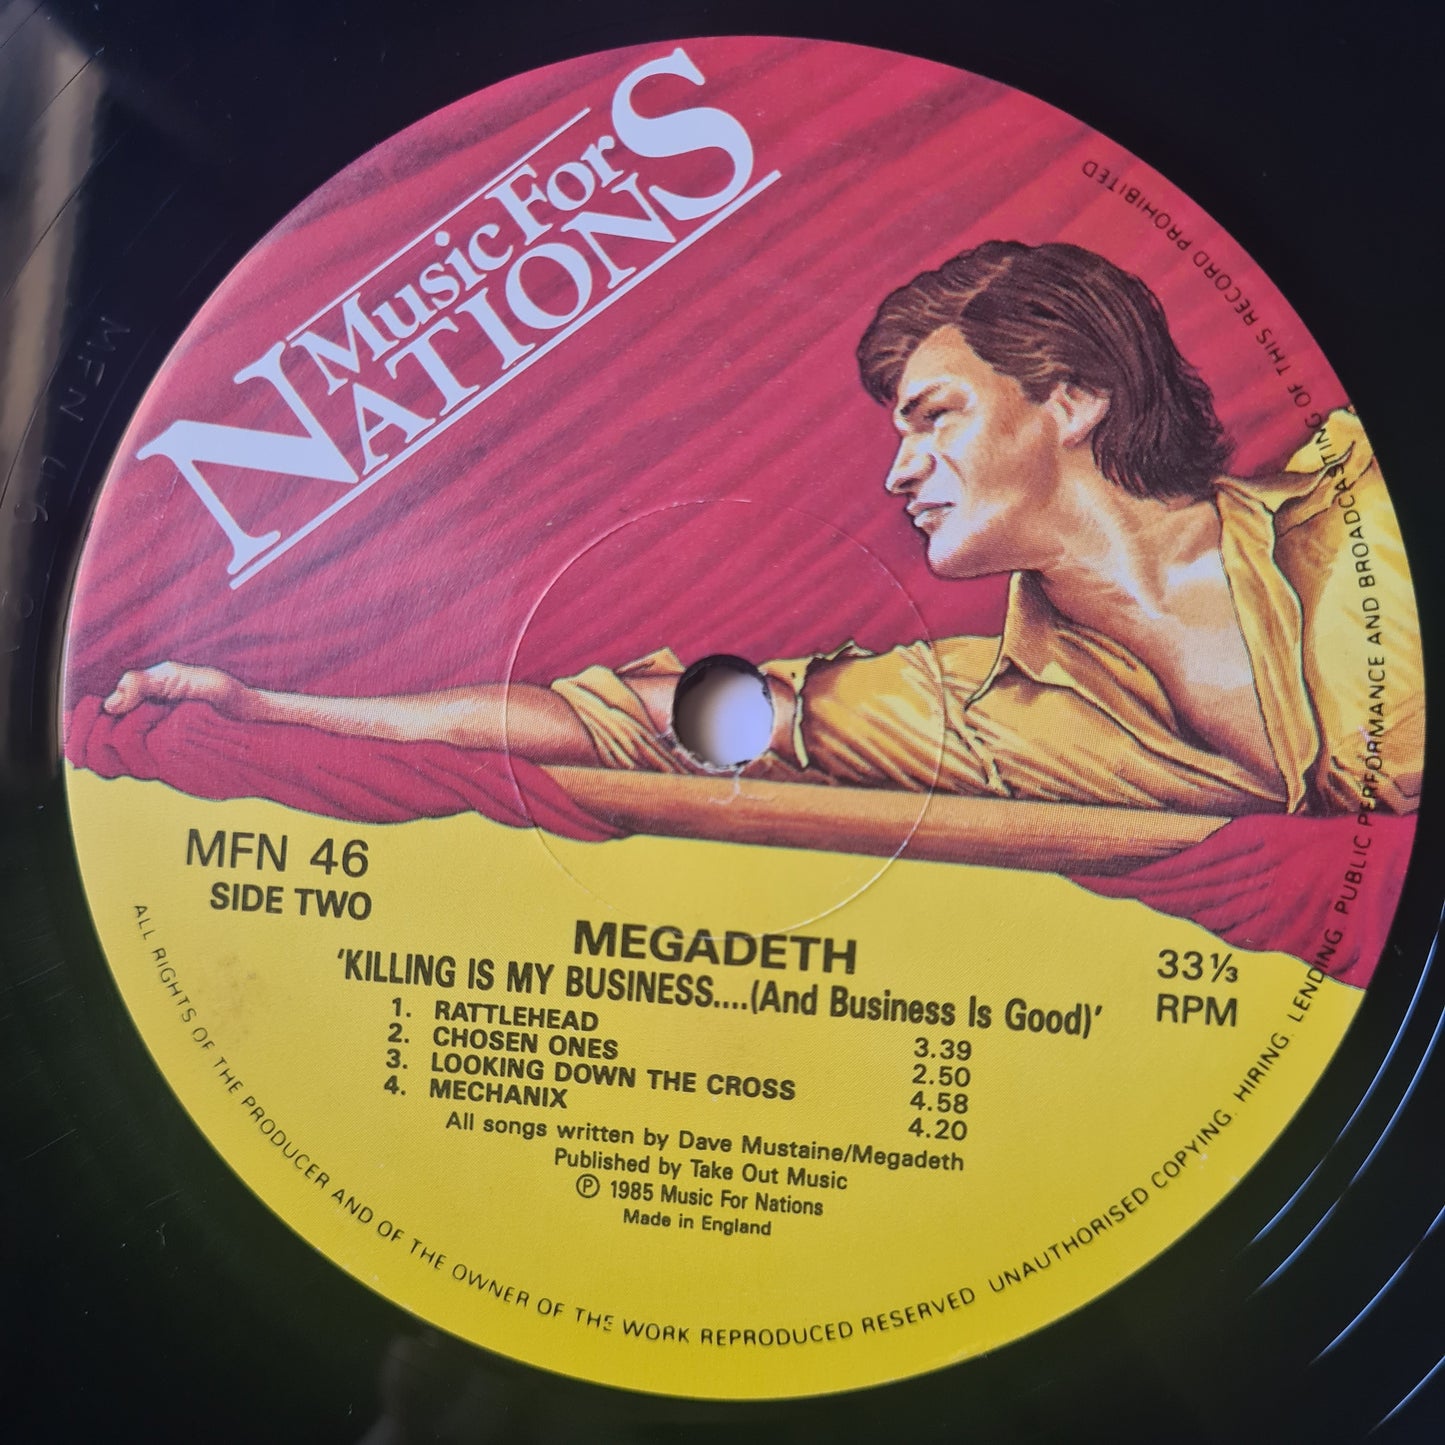 Music For
NATIONS
MFN 46
SIDE TWO
33⅓
RPM
MEGADETH
'KILLING IS MY BUSINESS....(And Business Is Good)'
1. RATTLEHEAD 3.39
2. CHOSEN ONES 2.50
3. LOOKING DOWN THE CROSS 4.58
4. MECHANIX 4.20
All songs written by Dave Mustaine/Megadeth
Published by Take Out Music
℗ 1985 Music For Nations
Made in England
ALL RIGHTS OF THE PRODUCER AND OF THE OWNER OF THE WORK REPRODUCED RESERVED UNAUTHORISED COPYING. HIRING. LENDING. PUBLIC PERFORMANCE AND BROADCASTING OF THIS RECORD PROHIBITED
MFN 46